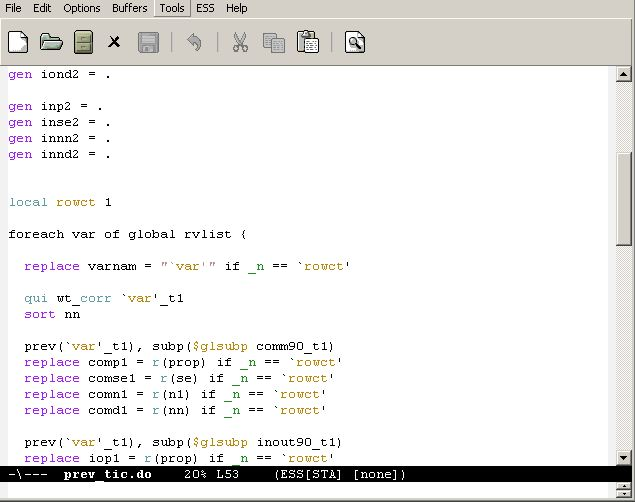 File Edit Options Buffers Tools ESS Help
gen iond2 = .
gen inp2 = .
gen inse2 = .
gen innn2 = .
gen innd2 = .
local rowct 1
foreach var of global rvlist {
replace varnam = "`var'" if _n == `rowct'
qui wt_corr `var'_t1
sort nn
prev(`var'_t1), subp($glsubp comm90_t1)
replace comp1 = r(prop) if _n == `rowct'
replace comse1 = r(se) if _n == `rowct'
replace comn1 = r(n1) if _n == `rowct'
replace comd1 = r(nn) if _n == `rowct'
prev(`var'_t1), subp($glsubp inout90_t1)
replace iop1 = r(prop) if _n == `rowct'
-\--- prev_tic.do 20% L53 (ESS[STA] [none])